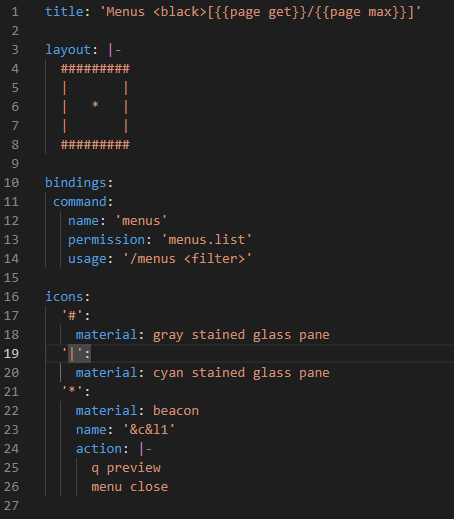 1 title: 'Menus <black>[{{page get}}/{{page max}}]'
2
3 layout: |-
4   #########
5   |       |
6   |   *   |
7   |       |
8   #########
9
10 bindings:
11  command:
12    name: 'menus'
13    permission: 'menus.list'
14    usage: '/menus <filter>'
15
16 icons:
17   '#':
18     material: gray stained glass pane
19   '|':
20     material: cyan stained glass pane
21   '*':
22     material: beacon
23     name: '&c&l1'
24     action: |-
25       q preview
26       menu close
27